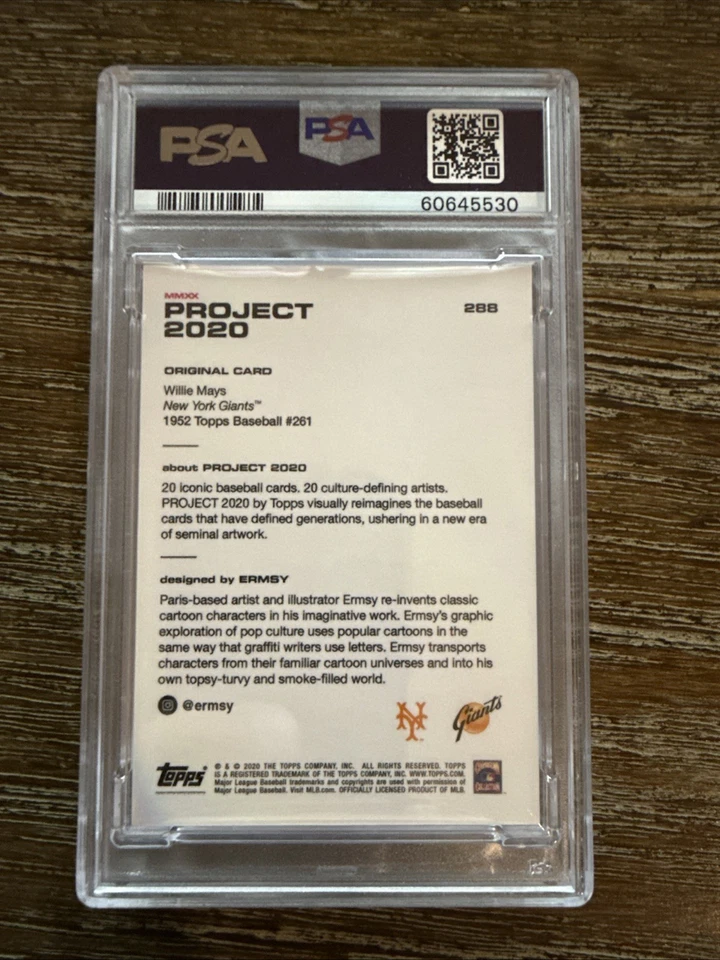 PSA PSA
60645530
MMXX
PROJECT
2020
288
ORIGINAL CARD
Willie Mays
New York Giants™
1952 Topps Baseball #261
about PROJECT 2020
20 iconic baseball cards. 20 culture-defining artists.
PROJECT 2020 by Topps visually reimagines the baseball
cards that have defined generations, ushering in a new era
of seminal artwork.
designed by ERMSY
Paris-based artist and illustrator Ermsy re-invents classic
cartoon characters in his imaginative work. Ermsy's graphic
exploration of pop culture uses popular cartoons in the
same way that graffiti writers use letters. Ermsy transports
characters from their familiar cartoon universes and into his
own topsy-turvy and smoke-filled world.
@ermsy
NY
Giants
Topps
® & © 2020 THE TOPPS COMPANY, INC. ALL RIGHTS RESERVED. TOPPS
IS A REGISTERED TRADEMARK OF THE TOPPS COMPANY, INC. WWW.TOPPS.COM.
Major League Baseball trademarks and copyrights are used with permission of
Major League Baseball. Visit MLB.com. OFFICIALLY LICENSED PRODUCT OF MLB.